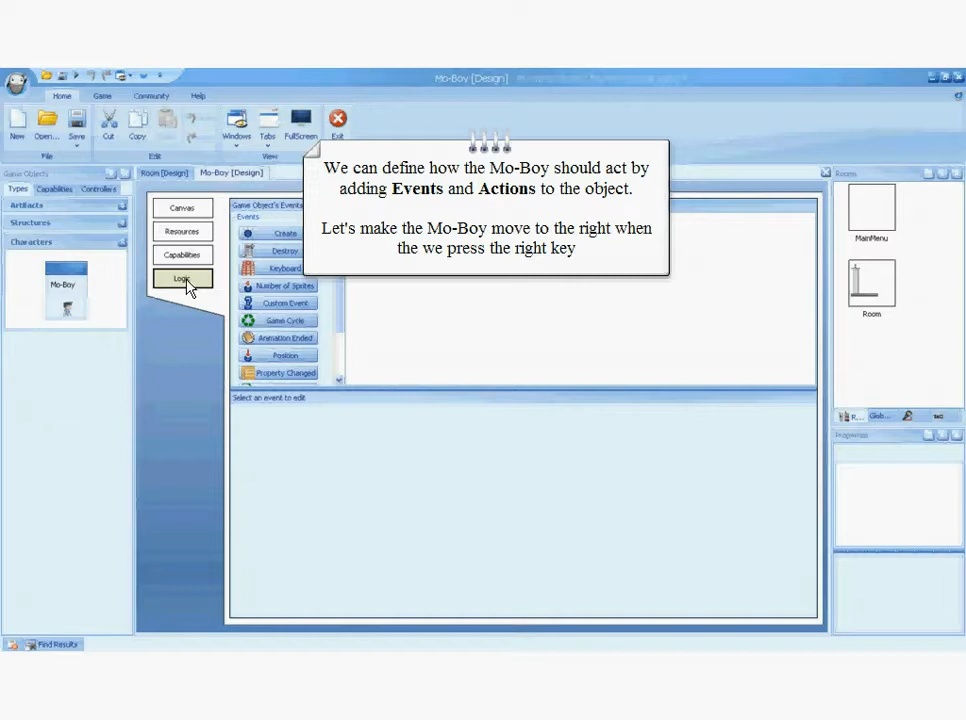 Mo-Boy [Design]
Home Game Community Help
New Open... Save Cut Copy Windows Tabs FullScreen Exit
File Edit View
We can define how the Mo-Boy should act by
adding Events and Actions to the object.
Let's make the Mo-Boy move to the right when
the we press the right key
Game Objects
Room [Design] Mo-Boy [Design]
Rooms
Types Capabilities Controllers
Artifacts
Structures
Characters
Mo-Boy
Canvas
Resources
Capabilities
Logic
Game Object's Events
Events
Create
Destroy
Keyboard
Number of Sprites
Custom Event
Game Cycle
Animation Ended
Position
Property Changed
Select an event to edit
MainMenu
Room
R... Glob...
Properties
Find Results